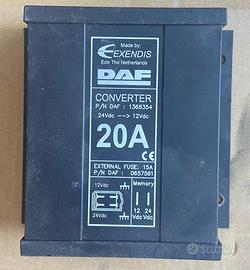 Made by:
EXENDIS
Ede The Netherlands
DAF
CONVERTER
P/N DAF : 1368354
24Vdc ---> 12Vdc
20A
CE
EXTERNAL FUSE: 15A
P/N DAF : 0657561
12Vdc
Memory
24Vdc
12 24
Vdc Vdc
subito